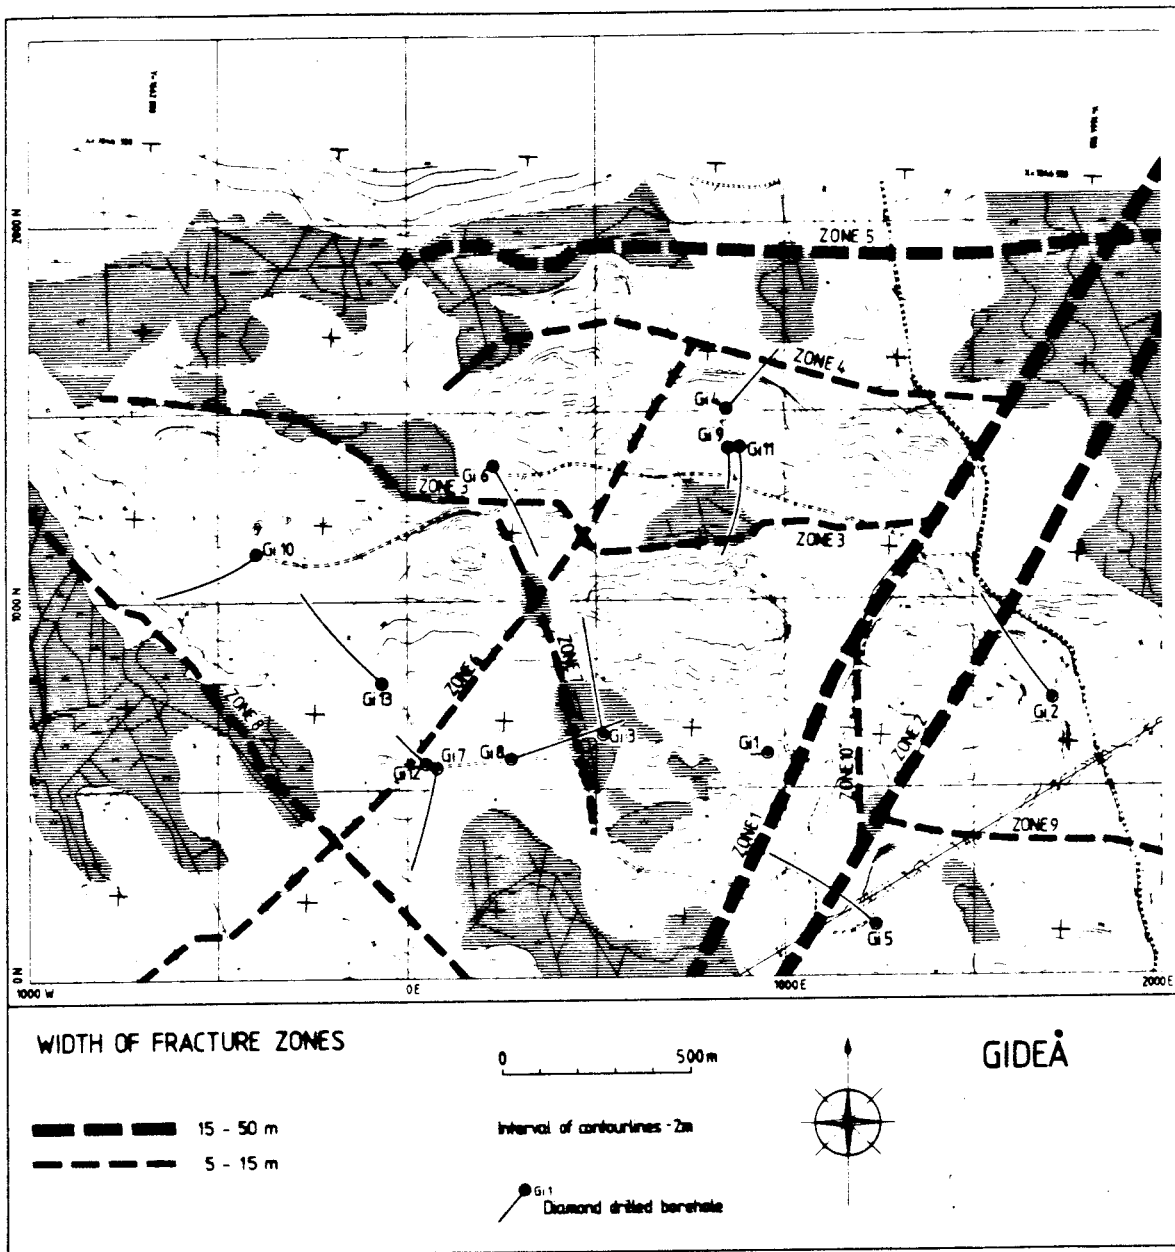 2000 N
ZONE 5
ZONE 4
Gi 4
Gi 9
Gi 11
Gi 6
ZONE 3
Gi 10
ZONE 3
1000 N
ZONE 6
ZONE 7
Gi 13
ZONE 8
Gi 2
Gi 3
Gi 1
Gi 8
Gi 7
Gi 12
ZONE 10
ZONE 2
ZONE 1
ZONE 9
Gi 5
0 N
1000 W
0 E
1000 E
2000 E
WIDTH OF FRACTURE ZONES
15 - 50 m
5 - 15 m
0 500 m
Interval of contourlines - 2m
Gi 1
Diamond drilled borehole
GIDEÅ